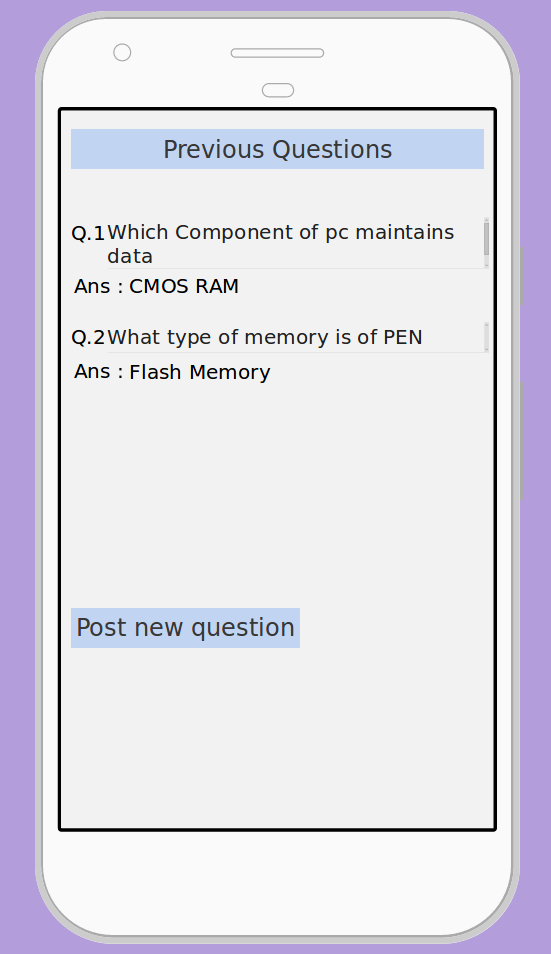 Previous Questions
Q.1 Which Component of pc maintains
data
Ans : CMOS RAM
Q.2 What type of memory is of PEN
Ans : Flash Memory
Post new question